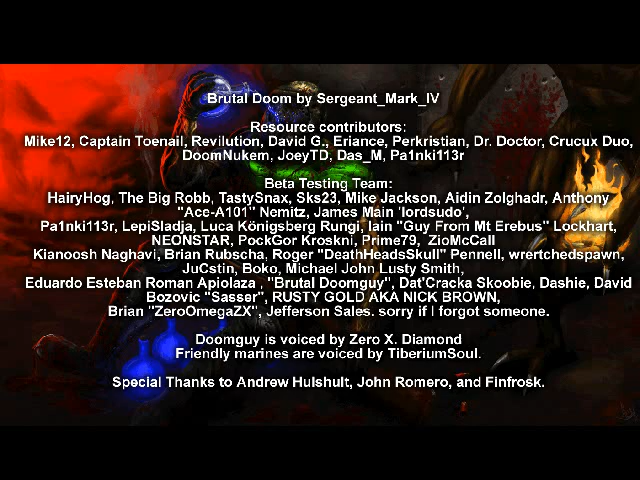 Brutal Doom by Sergeant_Mark_IV
Resource contributors:
Mike12, Captain Toenail, Revilution, David G., Eriance, Perkristian, Dr. Doctor, Crucux Duo,
DoomNukem, JoeyTD, Das_M, Pa1nki113r
Beta Testing Team:
HairyHog, The Big Robb, TastySnax, Sks23, Mike Jackson, Aidin Zolghadr, Anthony
"Ace-A101" Nemitz, James Main 'lordsudo',
Pa1nki113r, LepiSladja, Luca Königsberg Rungi, Iain "Guy From Mt Erebus" Lockhart,
NEONSTAR, PockGor Kroskni, Prime79, ZioMcCall
Kianoosh Naghavi, Brian Rubscha, Roger "DeathHeadsSkull" Pennell, wrertchedspawn,
JuCstin, Boko, Michael John Lusty Smith,
Eduardo Esteban Roman Apiolaza , "Brutal Doomguy", Dat'Cracka Skoobie, Dashie, David
Bozovic "Sasser", RUSTY GOLD AKA NICK BROWN,
Brian "ZeroOmegaZX", Jefferson Sales. sorry if I forgot someone.
Doomguy is voiced by Zero X. Diamond
Friendly marines are voiced by TiberiumSoul.
Special Thanks to Andrew Hulshult, John Romero, and Finfrosk.